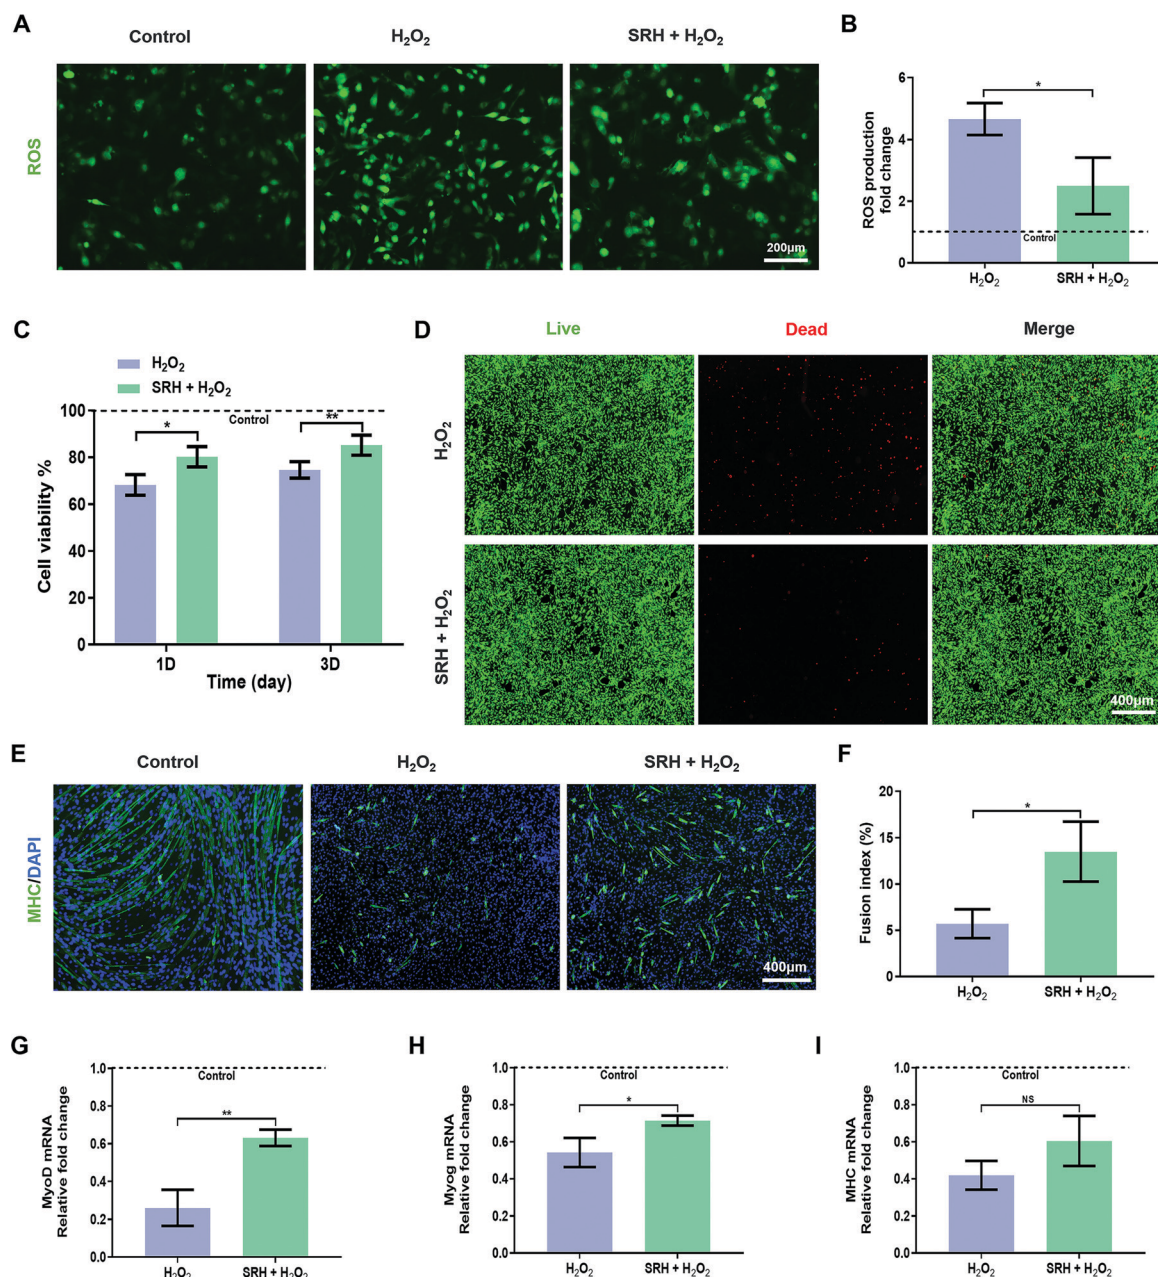 A
Control
H₂O₂
SRH + H₂O₂
ROS
200μm
B
ROS production
fold change
6
4
2
0
*
Control
H₂O₂
SRH + H₂O₂
C
H₂O₂
SRH + H₂O₂
Cell viability %
100
80
60
40
20
0
Control
*
**
1D
3D
Time (day)
D
Live
Dead
Merge
H₂O₂
SRH + H₂O₂
400μm
E
Control
H₂O₂
SRH + H₂O₂
MHC/DAPI
400μm
F
Fusion index (%)
20
15
10
5
0
*
H₂O₂
SRH + H₂O₂
G
MyoD mRNA
Relative fold change
1.0
0.8
0.6
0.4
0.2
0.0
Control
**
H₂O₂
SRH + H₂O₂
H
Myog mRNA
Relative fold change
1.0
0.8
0.6
0.4
0.2
0.0
Control
*
H₂O₂
SRH + H₂O₂
I
MHC mRNA
Relative fold change
1.0
0.8
0.6
0.4
0.2
0.0
Control
NS
H₂O₂
SRH + H₂O₂